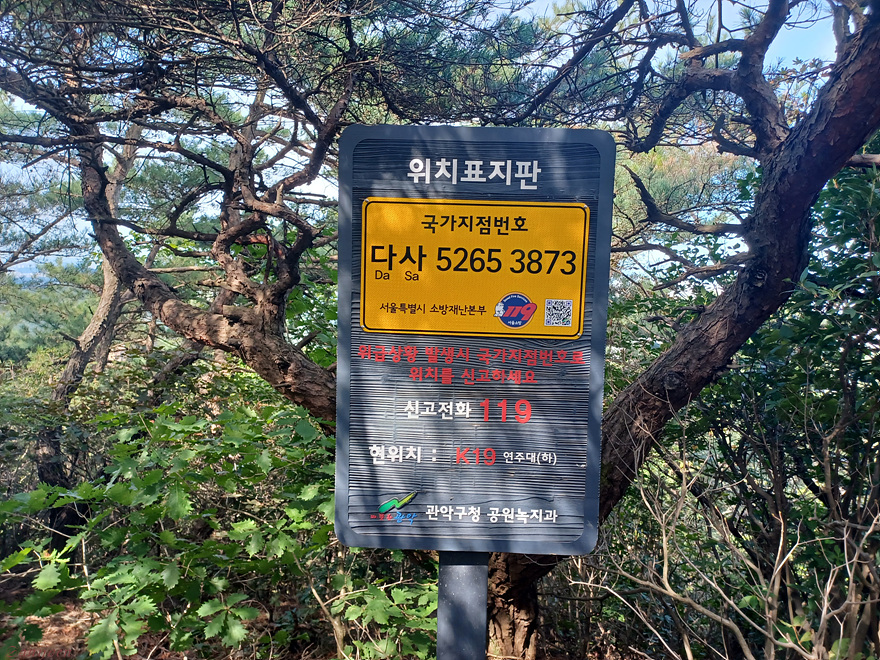 위치표지판
국가지점번호
다사 5265 3873
Da Sa
서울특별시 소방재난본부 119
위급상황 발생시 국가지점번호로
위치를 신고하세요
신고전화 119
현위치 : K19 연주대(하)
관악구청 공원녹지과